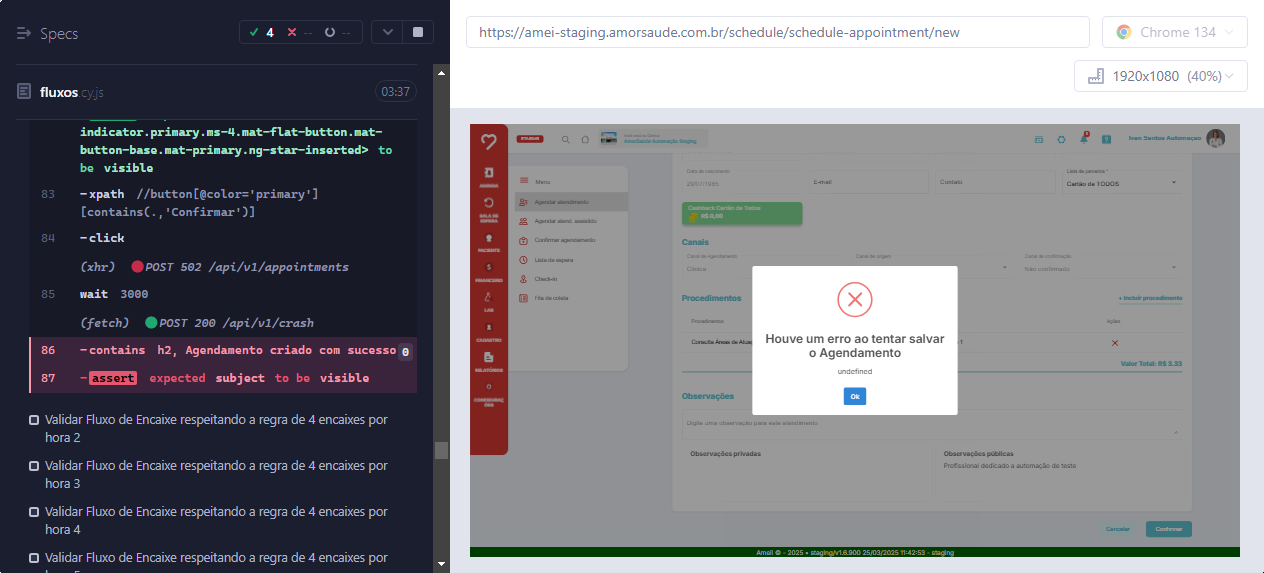 Specs
4 -- --
fluxos.cy.js 03:37
indicator.primary.ms-4.mat-flat-button.mat-
button-base.mat-primary.ng-star-inserted> to
be visible
83 -xpath //button[@color='primary']
[contains(.,'Confirmar')]
84 -click
(xhr) POST 502 /api/v1/appointments
85 wait 3000
(fetch) POST 200 /api/v1/crash
86 -contains h2, Agendamento criado com sucesso 0
87 -assert expected subject to be visible
Validar Fluxo de Encaixe respeitando a regra de 4 encaixes por
hora 2
Validar Fluxo de Encaixe respeitando a regra de 4 encaixes por
hora 3
Validar Fluxo de Encaixe respeitando a regra de 4 encaixes por
hora 4
Validar Fluxo de Encaixe respeitando a regra de 4 encaixes por
https://amei-staging.amorsaude.com.br/schedule/schedule-appointment/new
Chrome 134
1920x1080 (40%)
AmorSaúde Automação Staging
Ivan Santos Automaçao
AGENDA
SALA DE
ESPERA
PACIENTE
FINANCEIRO
LAB
CADASTRO
RELATÓRIOS
CONFIGURA
ÇÕES
Menu
Agendar atendimento
Agendar atend. assistido
Confirmar agendamento
Lista de espera
Check-in
Fila de coleta
Data de nascimento
29/07/1985
E-mail
Contato
Lista de parceiros *
Cartão de TODOS
Cashback Cartão de Todos
R$ 0,00
Canais
Canal de Agendamento
Clínica
Canal de origem
Canal de confirmação
Não confirmado
Procedimentos
+ Incluir procedimento
Procedimentos
Ações
Valor Total: R$ 3.33
Houve um erro ao tentar salvar
o Agendamento
undefined
Ok
Observações
Digite uma observação para esse atendimento
Observações privadas
Observações públicas
Profissional dedicado a automação de teste
Cancelar
Confirmar
Amei © - 2025 • staging/v1.6.900 25/03/2025 11:42:53 - staging